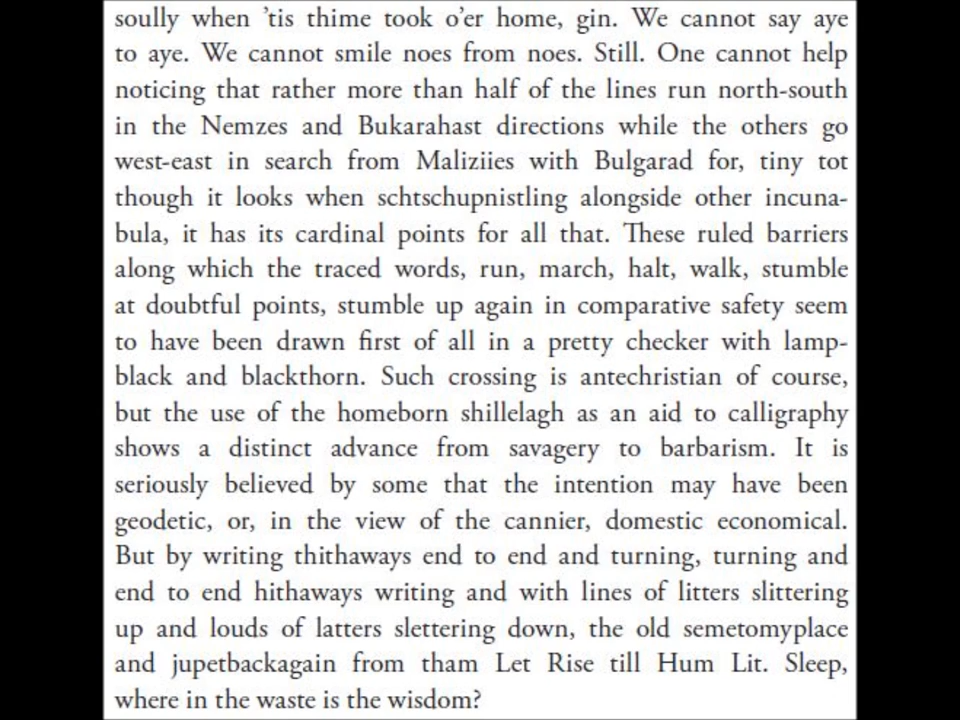 soully when ’tis thime took o’er home, gin. We cannot say aye
to aye. We cannot smile noes from noes. Still. One cannot help
noticing that rather more than half of the lines run north-south
in the Nemzes and Bukarahast directions while the others go
west-east in search from Maliziies with Bulgarad for, tiny tot
though it looks when schtschupnistling alongside other incuna-
bula, it has its cardinal points for all that. These ruled barriers
along which the traced words, run, march, halt, walk, stumble
at doubtful points, stumble up again in comparative safety seem
to have been drawn first of all in a pretty checker with lamp-
black and blackthorn. Such crossing is antechristian of course,
but the use of the homeborn shillelagh as an aid to calligraphy
shows a distinct advance from savagery to barbarism. It is
seriously believed by some that the intention may have been
geodetic, or, in the view of the cannier, domestic economical.
But by writing thithaways end to end and turning, turning and
end to end hithaways writing and with lines of litters slittering
up and louds of latters slettering down, the old semetomyplace
and jupetbackagain from tham Let Rise till Hum Lit. Sleep,
where in the waste is the wisdom?